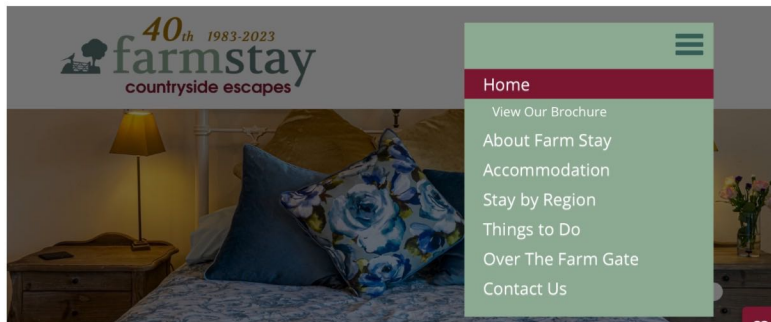 40th 1983-2023
farmstay
countryside escapes
Home
View Our Brochure
About Farm Stay
Accommodation
Stay by Region
Things to Do
Over The Farm Gate
Contact Us